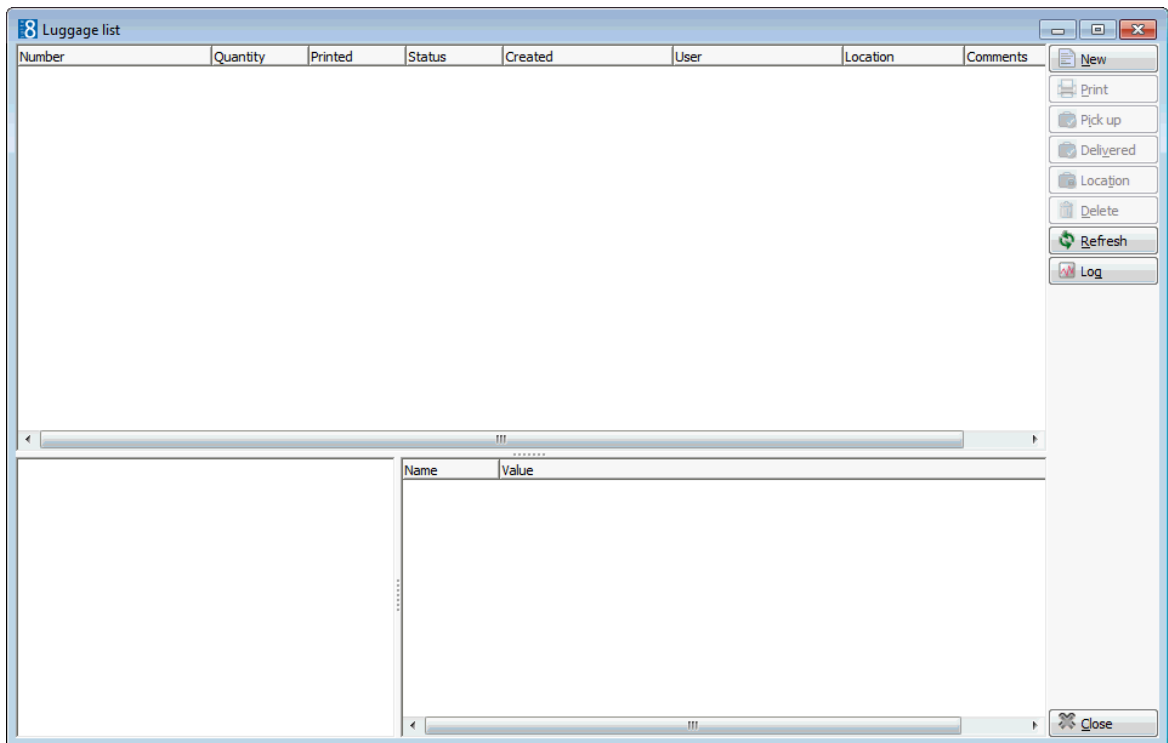 8 Luggage list
Number Quantity Printed Status Created User Location Comments
New
Print
Pick up
Delivered
Location
Delete
Refresh
Log
Name Value
Close